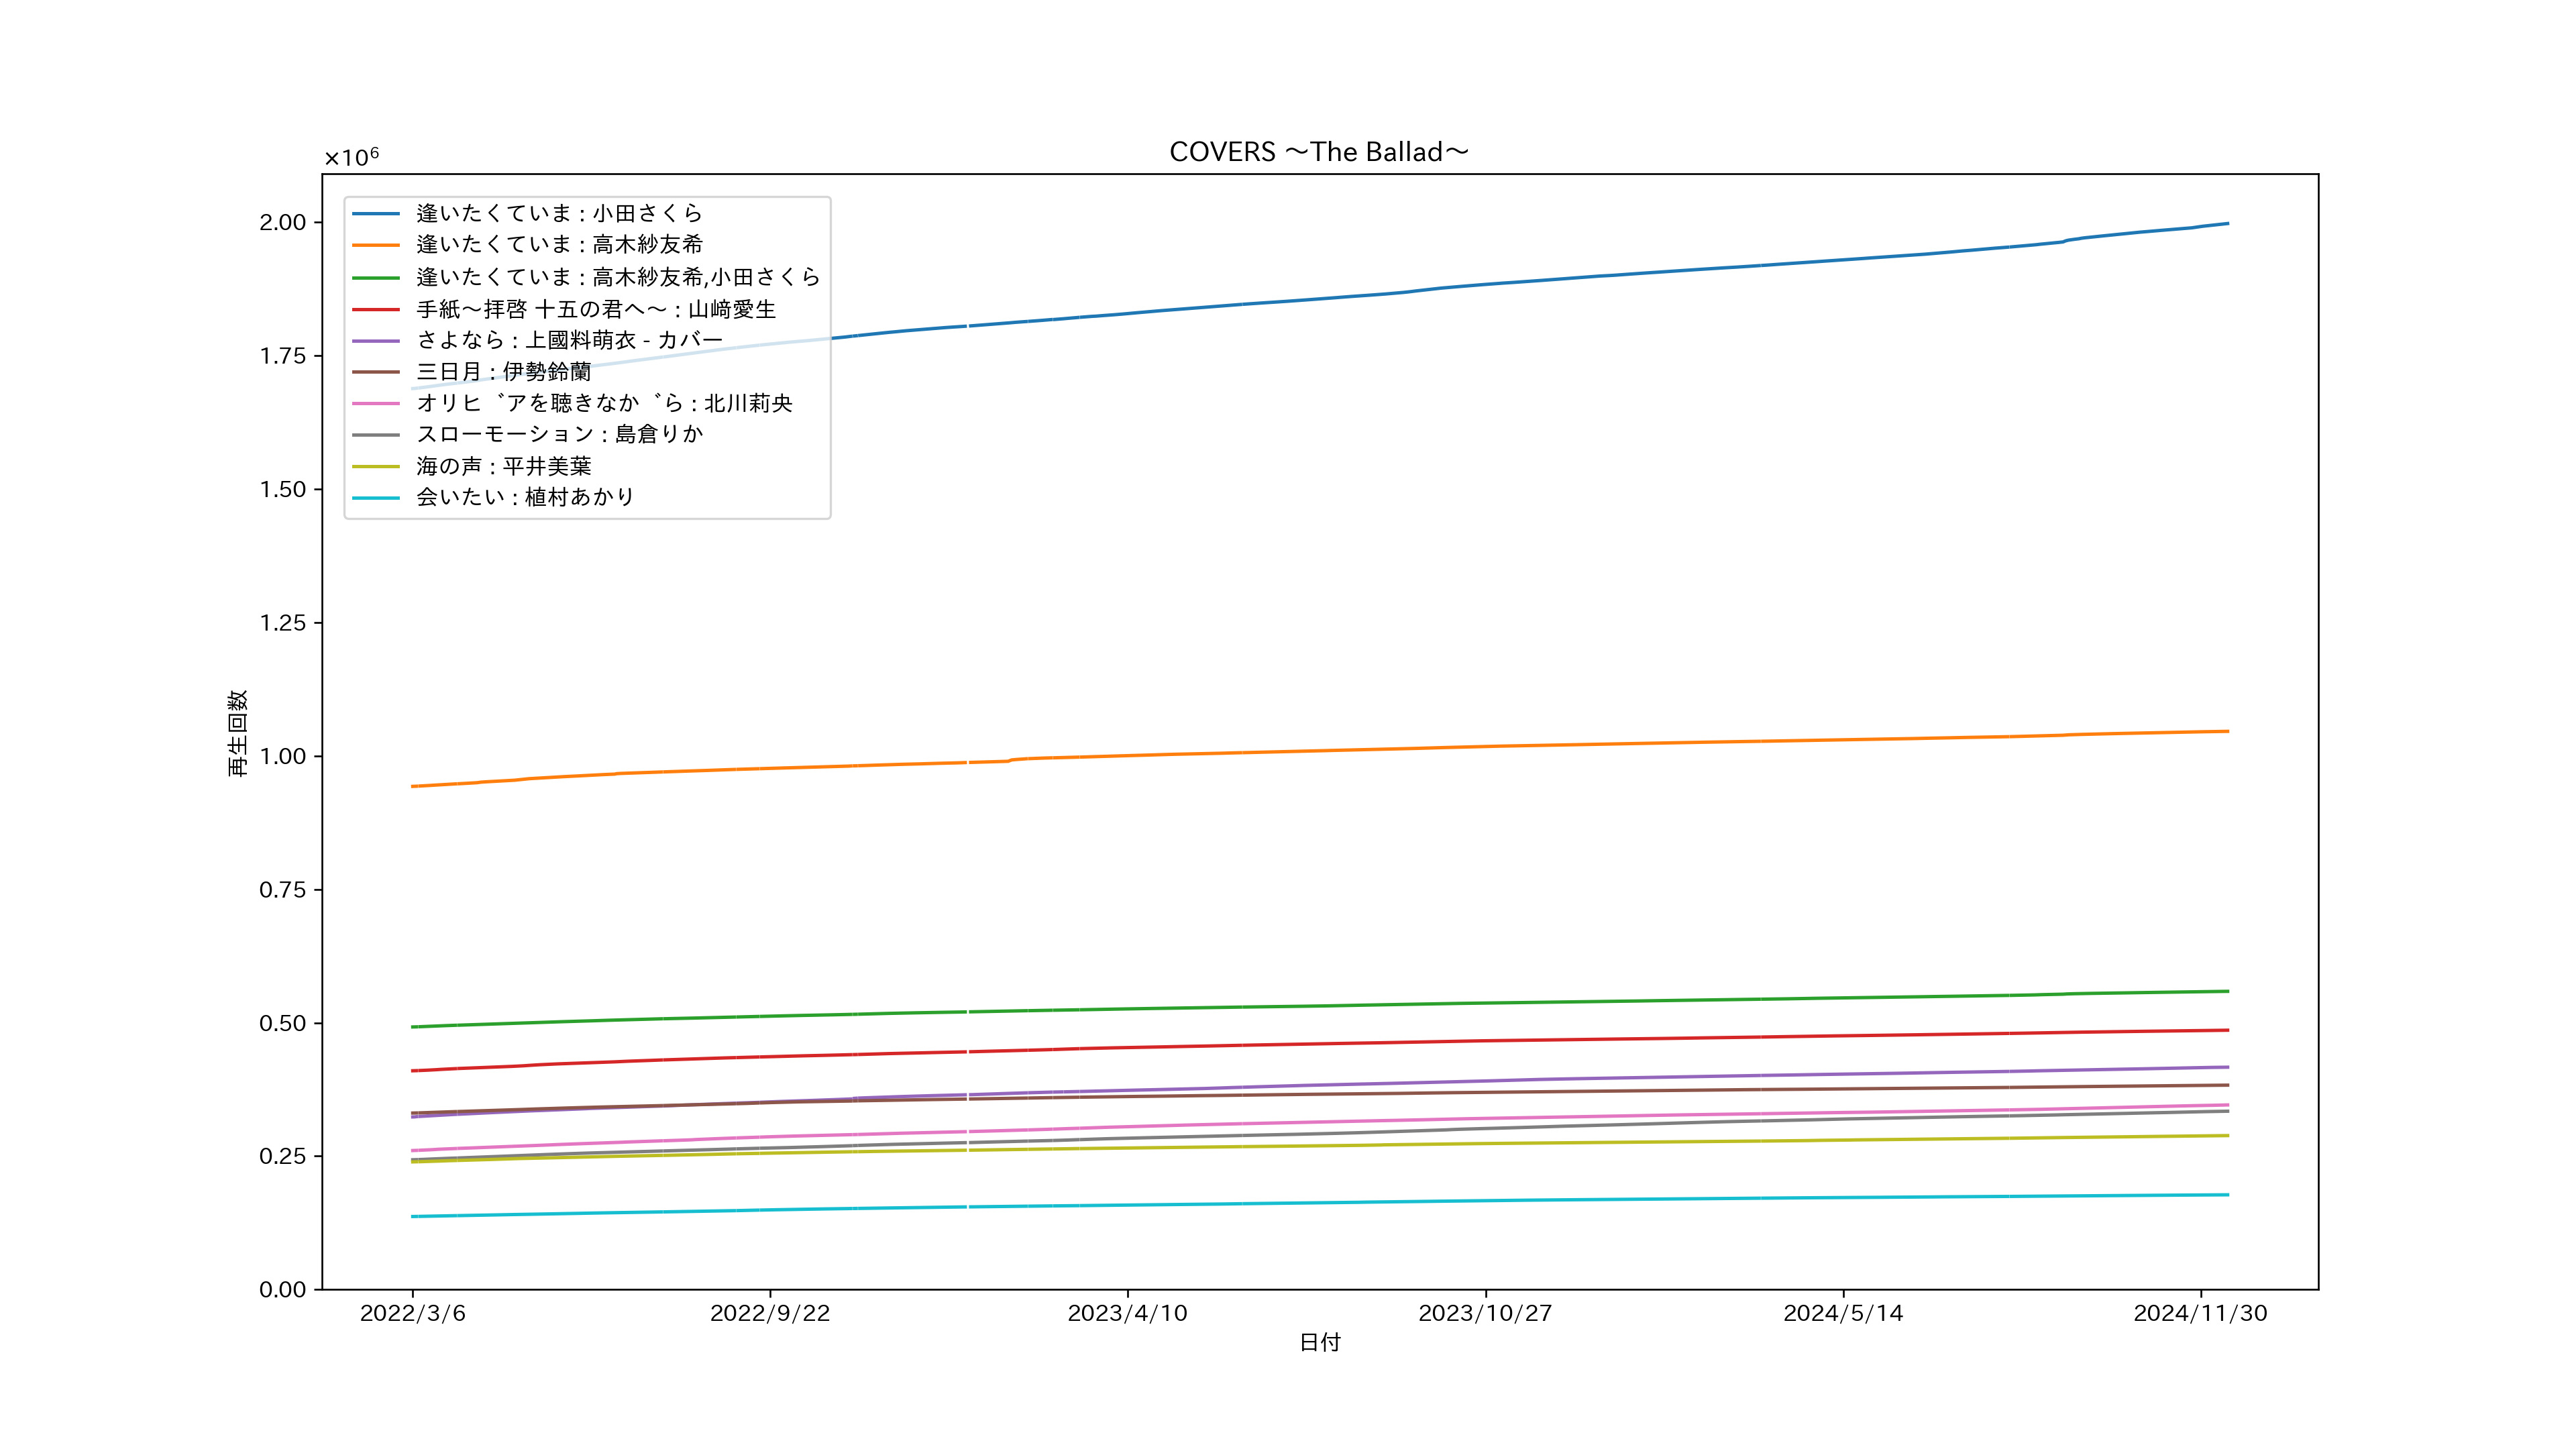 COVERS ～The Ballad～
×10⁶
2.00
1.75
1.50
1.25
1.00
0.75
0.50
0.25
0.00
再生回数
逢いたくていま : 小田さくら
逢いたくていま : 高木紗友希
逢いたくていま : 高木紗友希,小田さくら
手紙～拝啓 十五の君へ～ : 山﨑愛生
さよなら : 上國料萌衣 - カバー
三日月 : 伊勢鈴蘭
オリヒ゛アを聴きなか゛ら : 北川莉央
スローモーション : 島倉りか
海の声 : 平井美葉
会いたい : 植村あかり
2022/3/6
2022/9/22
2023/4/10
2023/10/27
2024/5/14
2024/11/30
日付